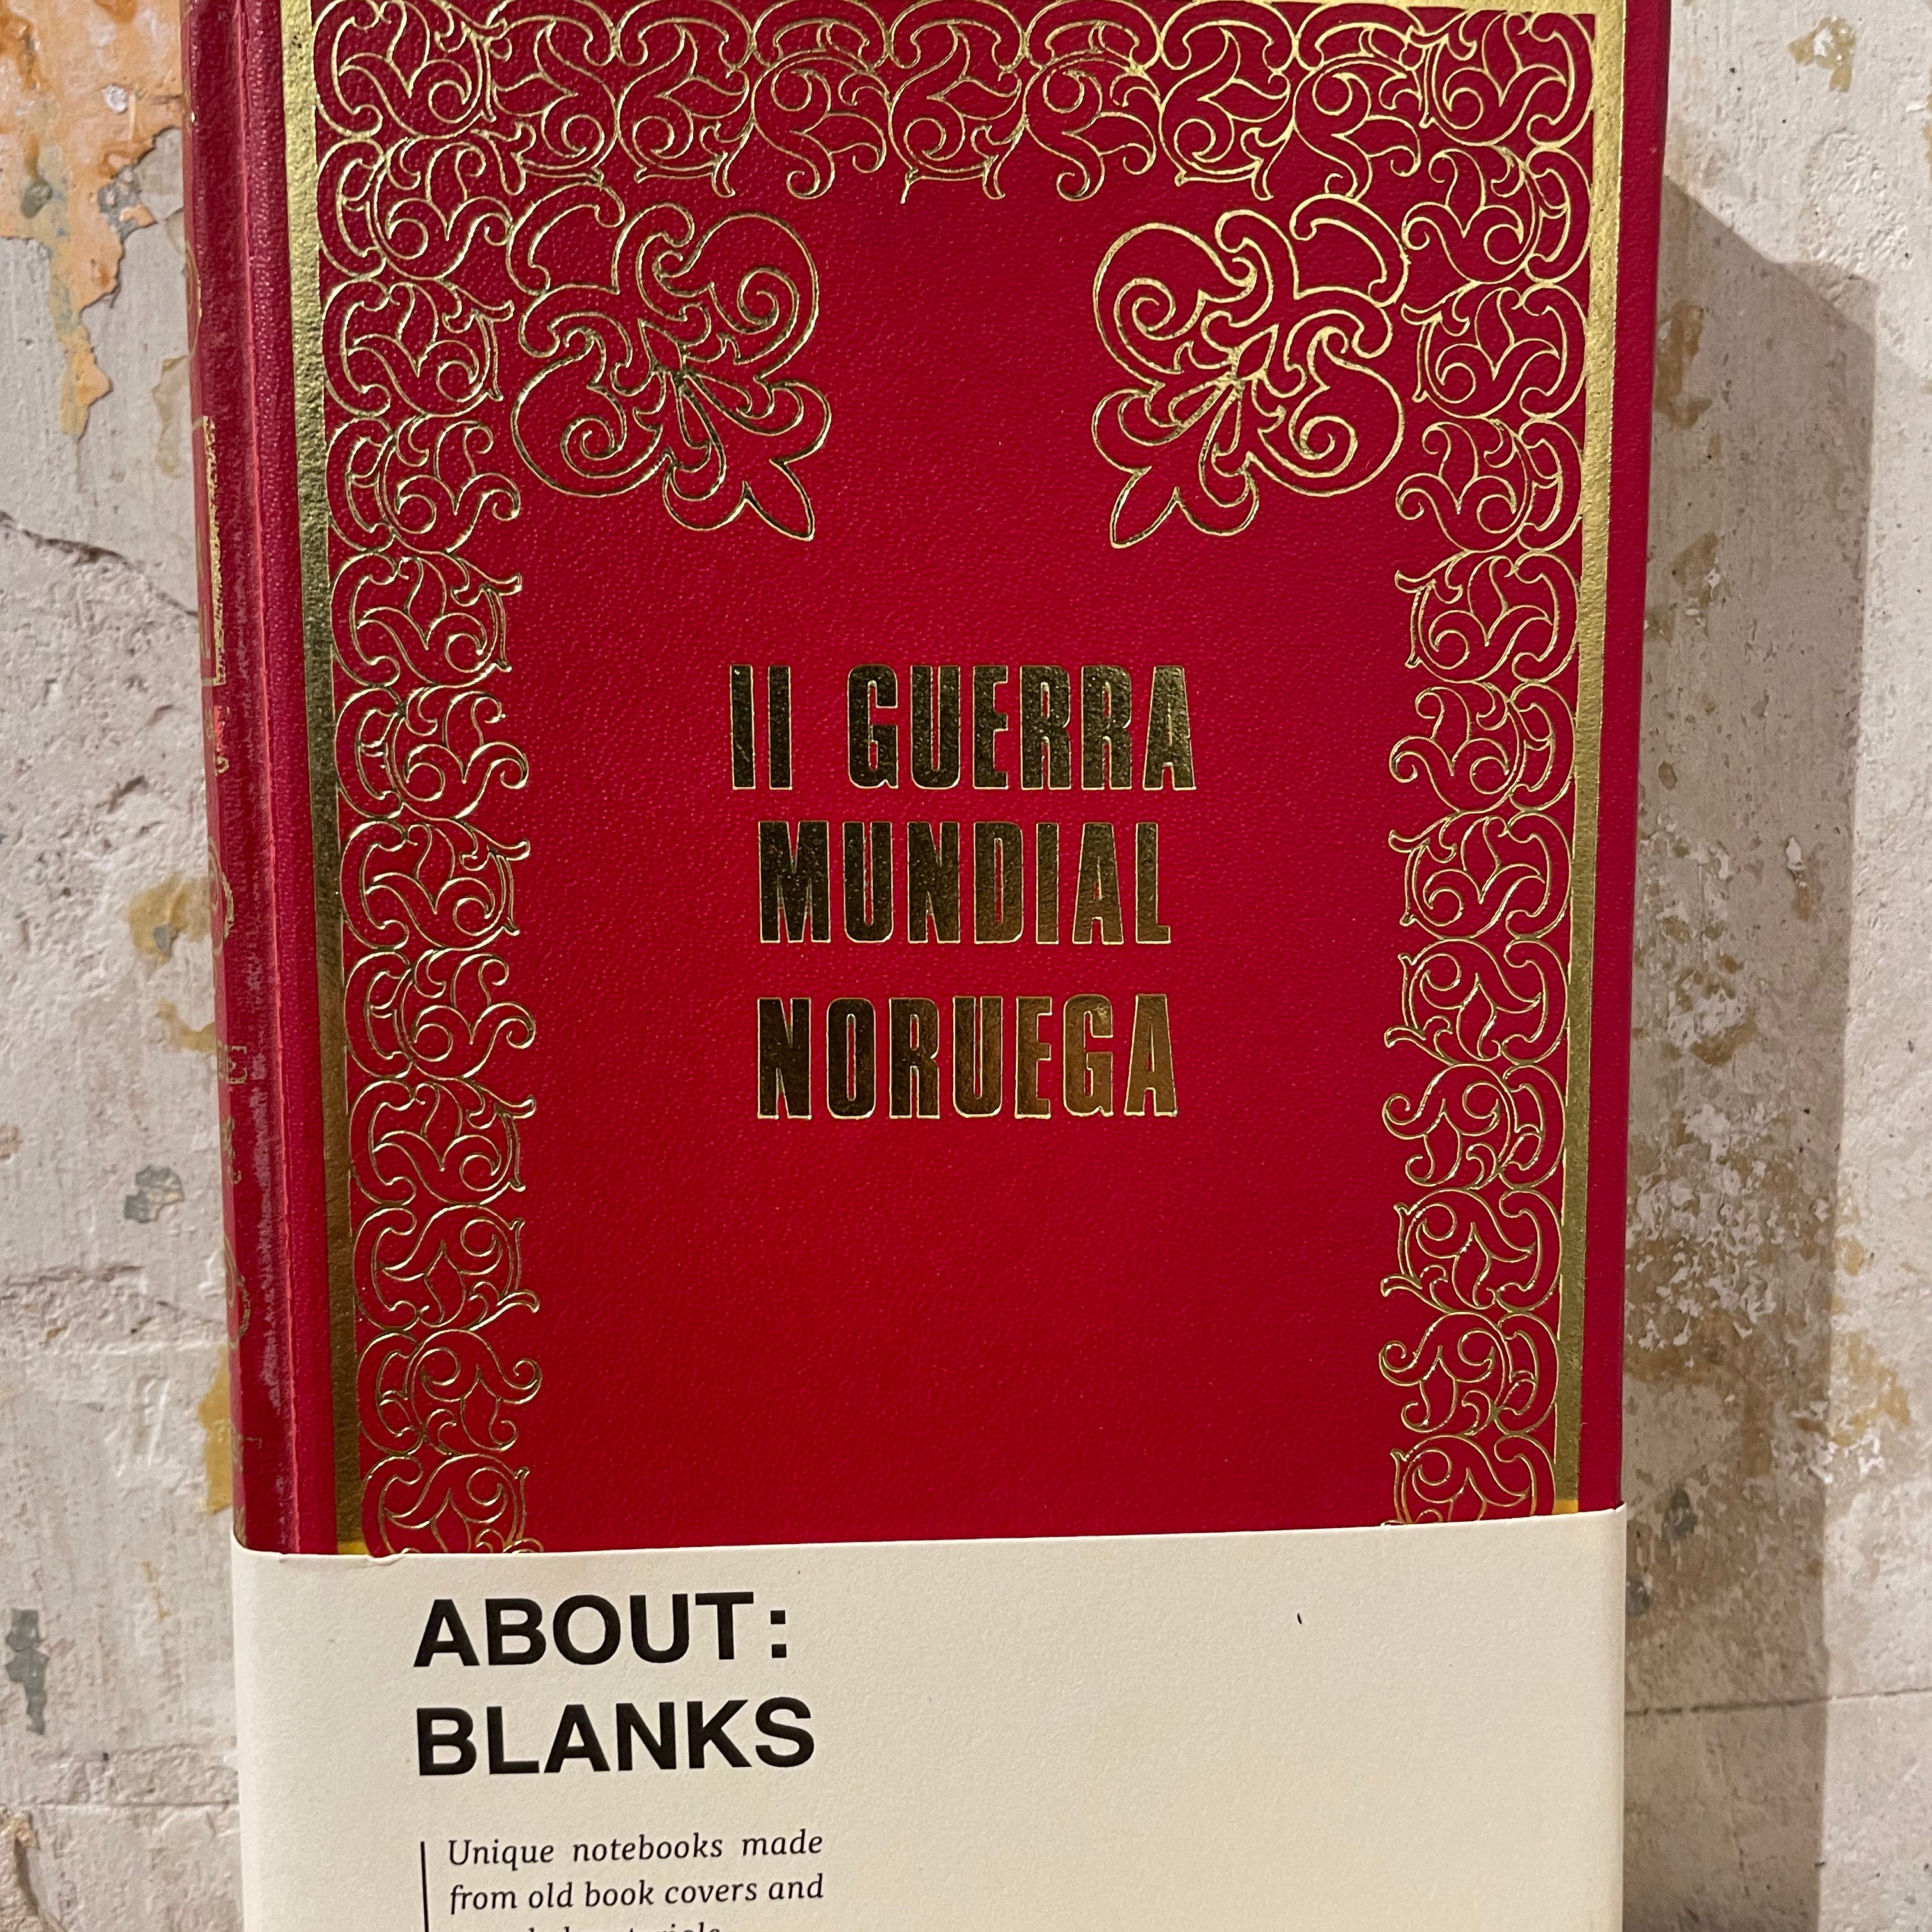 II GUERRA
MUNDIAL
NORUEGA
ABOUT:
BLANKS
Unique notebooks made
from old book covers and